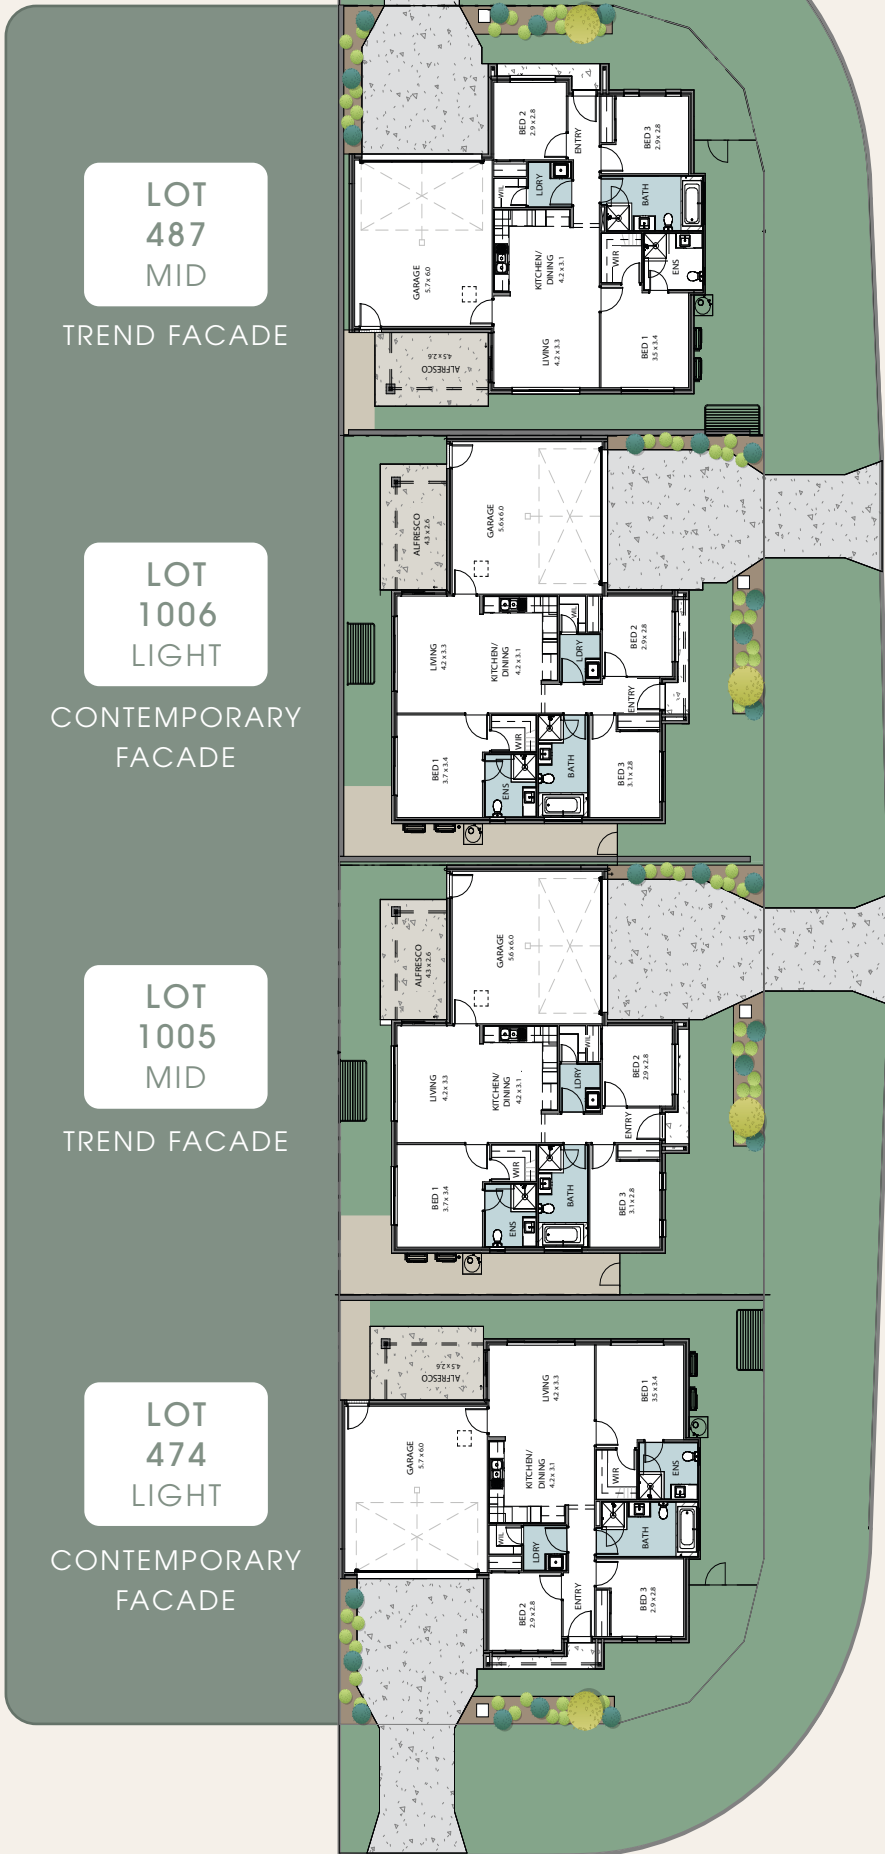 LOT
487
MID
TREND FACADE
BED 2
2.9 x 2.8
ENTRY
BED 3
2.9 x 2.8
WIL
LDRY
BATH
GARAGE
5.7 x 6.0
KITCHEN/
DINING
4.2 x 3.1
WIR
ENS
ALFRESCO
4.5 x 2.6
LIVING
4.2 x 3.3
BED 1
3.5 x 3.4
LOT
1006
LIGHT
CONTEMPORARY
FACADE
ALFRESCO
4.3 x 2.6
GARAGE
5.6 x 6.0
LIVING
4.2 x 3.3
KITCHEN/
DINING
4.2 x 3.1
WIL
LDRY
BED 2
2.9 x 2.8
ENTRY
BED 1
3.7 x 3.4
WIR
ENS
BATH
BED 3
3.1 x 2.8
LOT
1005
MID
TREND FACADE
ALFRESCO
4.3 x 2.6
GARAGE
5.6 x 6.0
LIVING
4.2 x 3.3
KITCHEN/
DINING
4.2 x 3.1
WIL
LDRY
BED 2
2.9 x 2.8
ENTRY
BED 1
3.7 x 3.4
WIR
ENS
BATH
BED 3
3.1 x 2.8
LOT
474
LIGHT
CONTEMPORARY
FACADE
ALFRESCO
4.5 x 2.6
LIVING
4.2 x 3.3
BED 1
3.5 x 3.4
GARAGE
5.7 x 6.0
KITCHEN/
DINING
4.2 x 3.1
WIR
ENS
WIL
LDRY
BATH
BED 2
2.9 x 2.8
ENTRY
BED 3
2.9 x 2.8